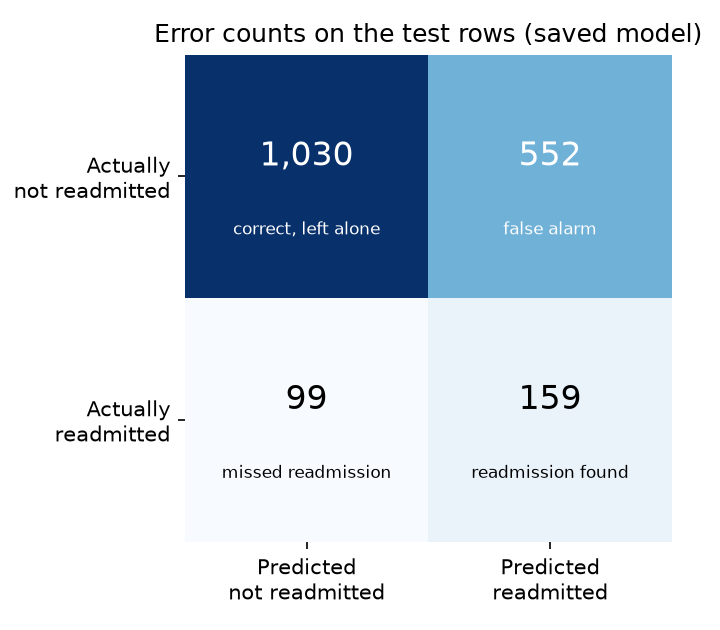 Error counts on the test rows (saved model)
Actually
not readmitted
1,030
552
correct, left alone
false alarm
Actually
readmitted
99
159
missed readmission
readmission found
Predicted
not readmitted
Predicted
readmitted